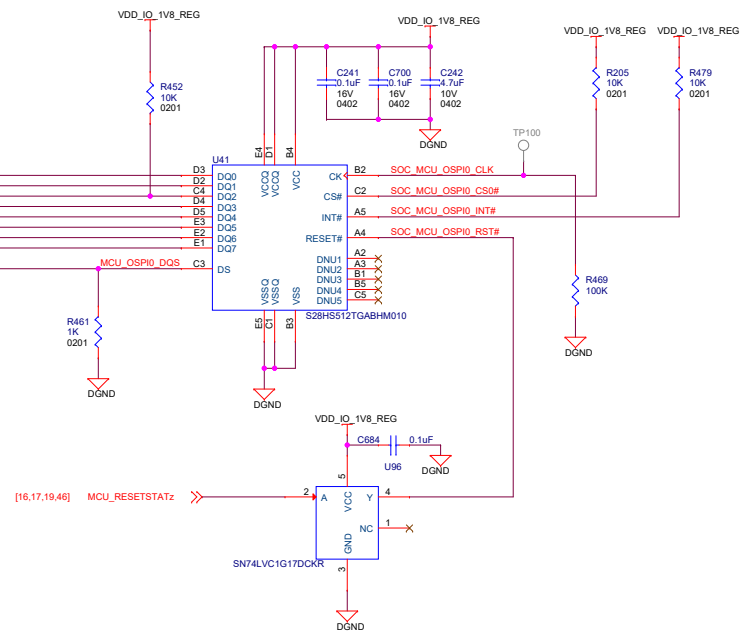 VDD_IO_1V8_REG
VDD_IO_1V8_REG
VDD_IO_1V8_REG
VDD_IO_1V8_REG
R452
10K
0201
C241
0.1uF
16V
0402
C700
0.1uF
16V
0402
C242
4.7uF
10V
0402
R205
10K
0201
R479
10K
0201
DGND
TP100
U41
E4
D1
B4
VCCQ
VCCQ
VCC
D3
D2
C4
D4
D5
E3
E2
E1
C3
DQ0
DQ1
DQ2
DQ3
DQ4
DQ5
DQ6
DQ7
DS
MCU_OSPI0_DQS
CK
CS#
INT#
RESET#
DNU1
DNU2
DNU3
DNU4
DNU5
B2
C2
A5
A4
A2
A3
B1
B5
C5
SOC_MCU_OSPI0_CLK
SOC_MCU_OSPI0_CS0#
SOC_MCU_OSPI0_INT#
SOC_MCU_OSPI0_RST#
VSSQ
VSSQ
VSS
E5
C1
B3
S28HS512TGABHM010
R461
1K
0201
DGND
R469
100K
DGND
DGND
VDD_IO_1V8_REG
C684
0.1uF
DGND
U96
[16,17,19,46]
MCU_RESETSTATz
2
A
5
VCC
Y
4
NC
1
GND
3
SN74LVC1G17DCKR
DGND